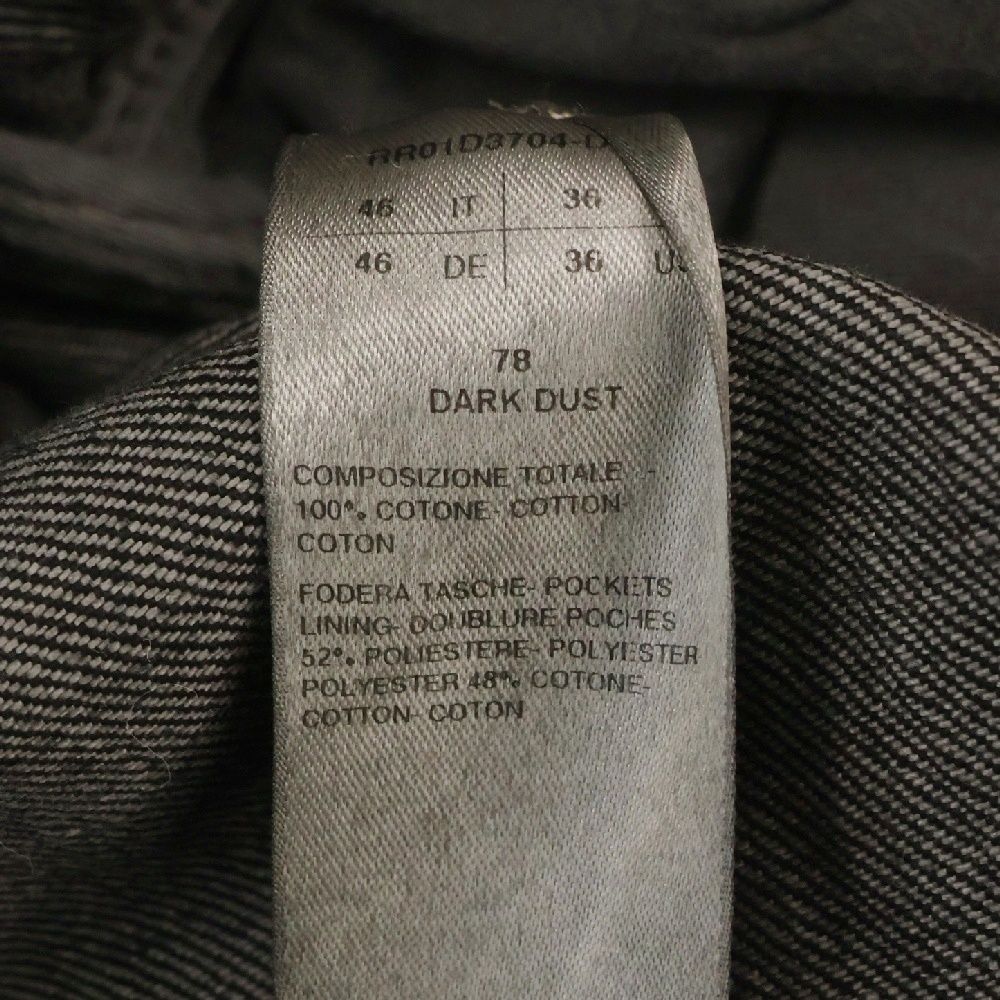 RR01D3704-D
46 IT 36
46 DE 36 US
78
DARK DUST
COMPOSIZIONE TOTALE -
100% COTONE- COTTON-
COTON
FODERA TASCHE- POCKETS
LINING- DOUBLURE POCHES
52% POLIESTERE- POLYESTER
POLYESTER 48% COTONE-
COTTON- COTON